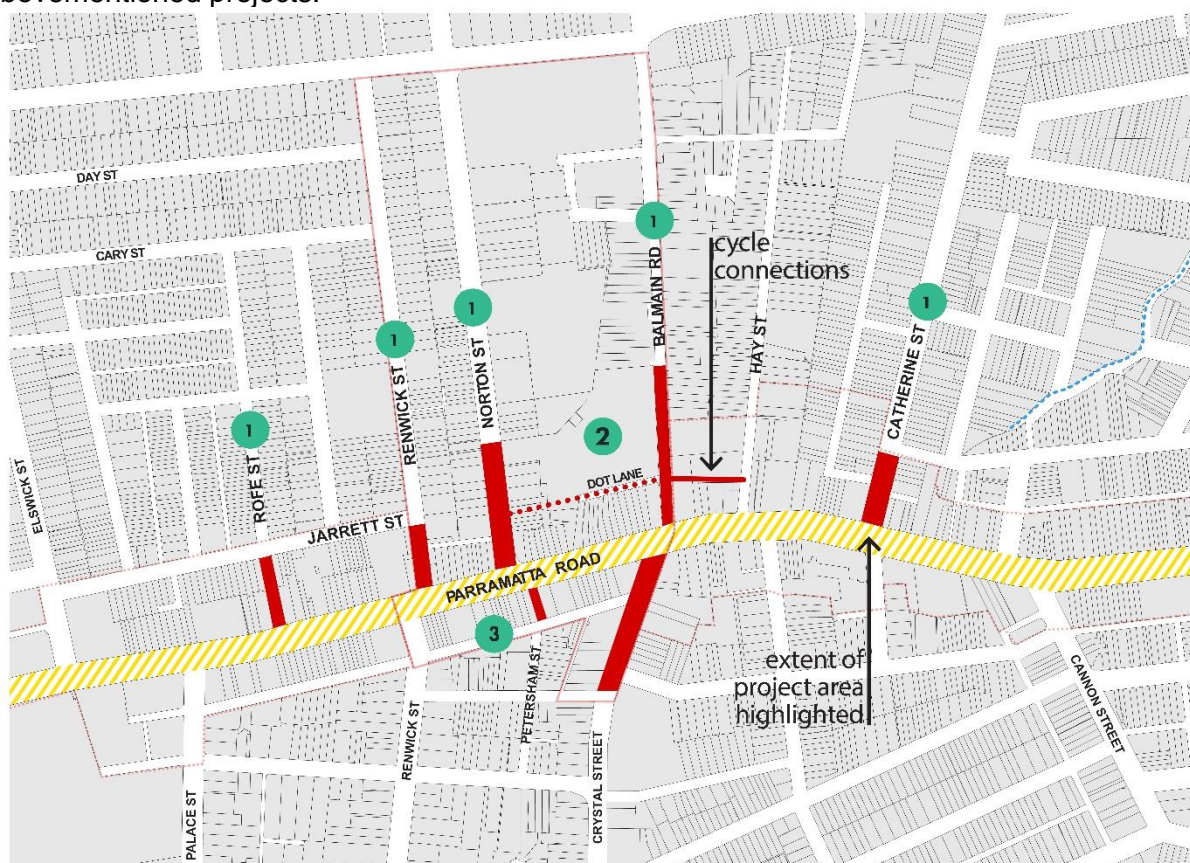 bovementioned projects.
DAY ST
CARY ST
1
BALMAIN RD
cycle
connections
1
NORTON ST
1
RENWICK ST
HAY ST
1
CATHERINE ST
1
ROFE ST
2
DOT LANE
ELSWICK ST
JARRETT ST
PARRAMATTA ROAD
3
PETERSHAM ST
extent of
project area
highlighted
RENWICK ST
CRYSTAL STREET
PALACE ST
CANNON STREET